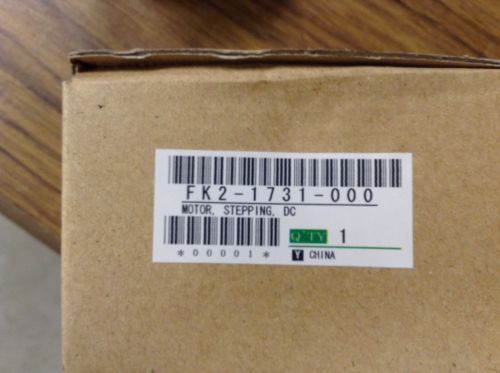 FK2-1731-000
MOTOR, STEPPING, DC
Q'TY 1
*00001* Y CHINA